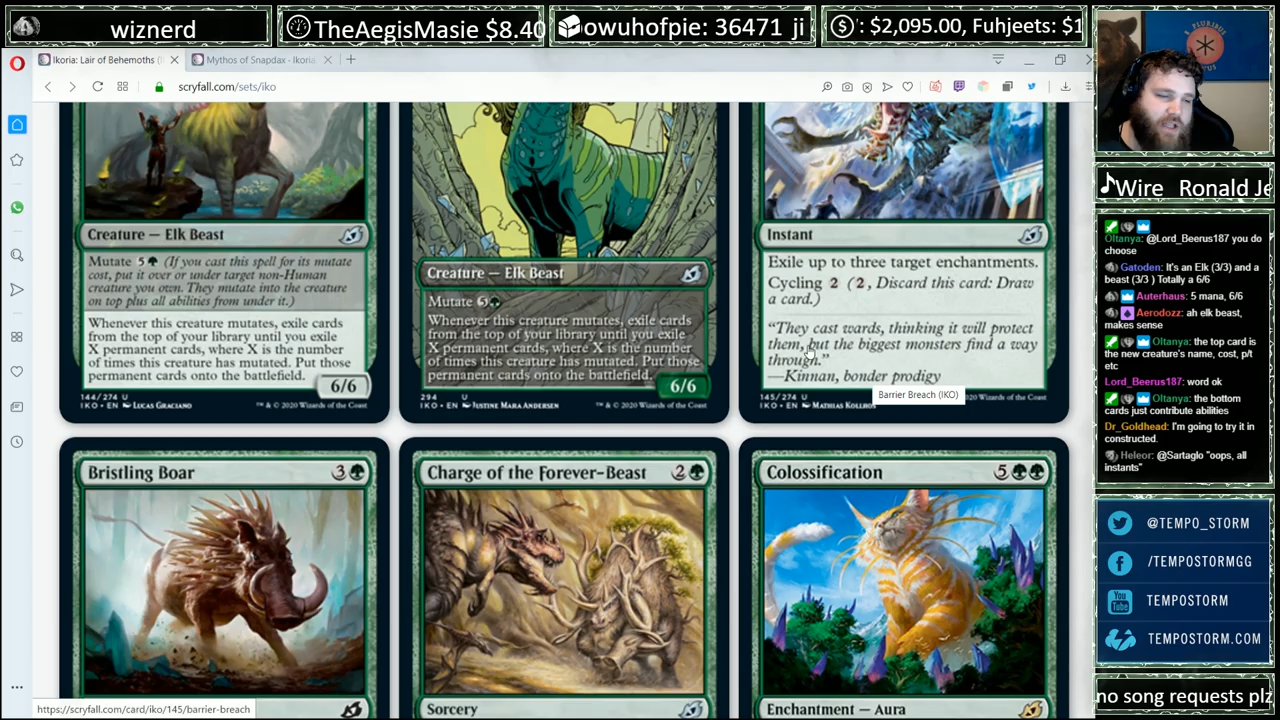 wiznerd
TheAegisMasie $8.40
owuhofpie: 36471 ji
: $2,095.00, Fuhjeets: $1
Ikoria: Lair of Behemoths (
Mythos of Snapdax · Ikoria
scryfall.com/sets/iko
Creature — Elk Beast
Mutate 5 (If you cast this spell for its mutate
cost, put it over or under target non-Human
creature you own. They mutate into the creature
on top plus all abilities from under it.)
Whenever this creature mutates, exile cards
from the top of your library until you exile
X permanent cards, where X is the number
of times this creature has mutated. Put those
permanent cards onto the battlefield.
6/6
144/274 U
IKO • EN LUCAS GRACIANO
™ & © 2020 Wizards of the Coast
Creature — Elk Beast
Mutate 5
Whenever this creature mutates, exile cards
from the top of your library until you exile
X permanent cards, where X is the number
of times this creature has mutated. Put those
permanent cards onto the battlefield.
6/6
294 U
IKO • EN JUSTINE MARA ANDERSEN
™ & © 2020 Wizards of the Coast
Instant
Exile up to three target enchantments.
Cycling 2 (2, Discard this card: Draw
a card.)
“They cast wards, thinking it will protect
them, but the biggest monsters find a way
through.”
—Kinnan, bonder prodigy
Barrier Breach (IKO)
145/274 U
IKO • EN MATHIAS KOLLROS
2020 Wizards of the Coast
Bristling Boar 3
Charge of the Forever-Beast 2
Colossification 5
Sorcery
Enchantment — Aura
https://scryfall.com/card/iko/145/barrier-breach
Wire Ronald Je
Oltanya: @Lord_Beerus187 you do
choose
Gatoden: It's an Elk (3/3) and a
beast (3/3 ) Totally a 6/6
Auterhaus: 5 mana, 6/6
Aerodozz: ah elk beast,
makes sense
Oltanya: the top card is
the new creature's name, cost, p/t
etc
Lord_Beerus187: word ok
Oltanya: the bottom
cards just contribute abilities
Dr_Goldhead: I'm going to try it in
constructed.
Heleor: @Sartaglo "oops, all
instants"
@TEMPO_STORM
/TEMPOSTORMGG
You
Tube
TEMPOSTORM
TEMPOSTORM.COM
no song requests plz